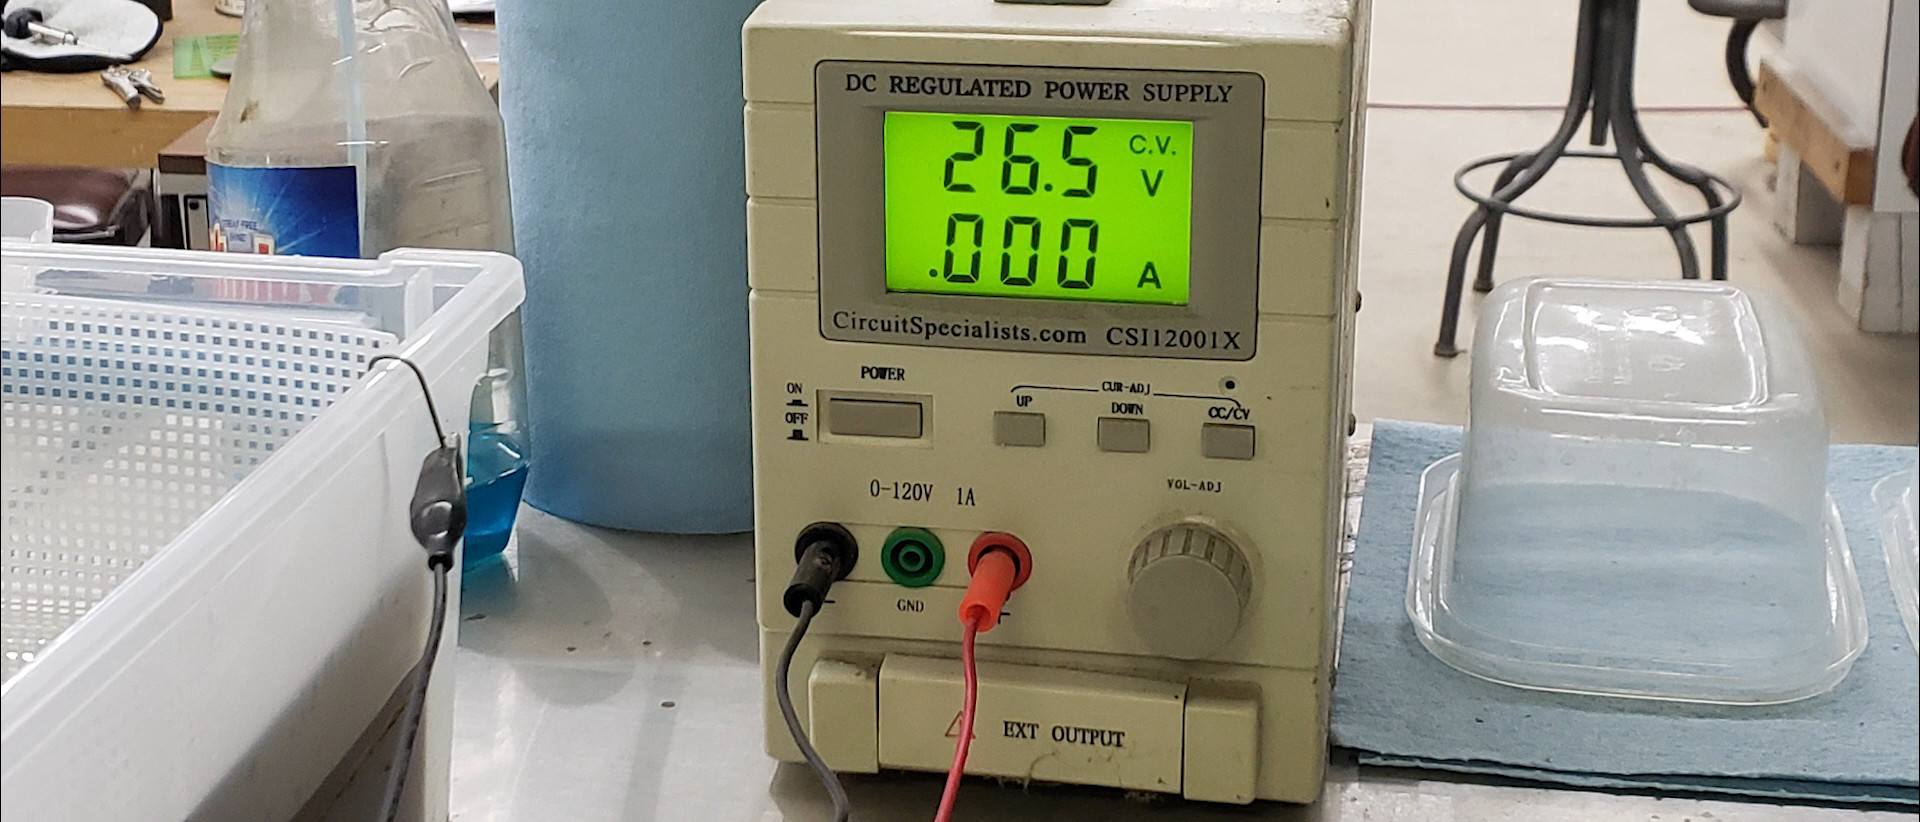 DC REGULATED POWER SUPPLY
26.5 C.V. V
.000 A
CircuitSpecialists.com CSI12001X
POWER
ON
OFF
CUR-ADJ
UP
DOWN
CC/CV
0-120V 1A
VOL-ADJ
-
GND
+
EXT OUTPUT